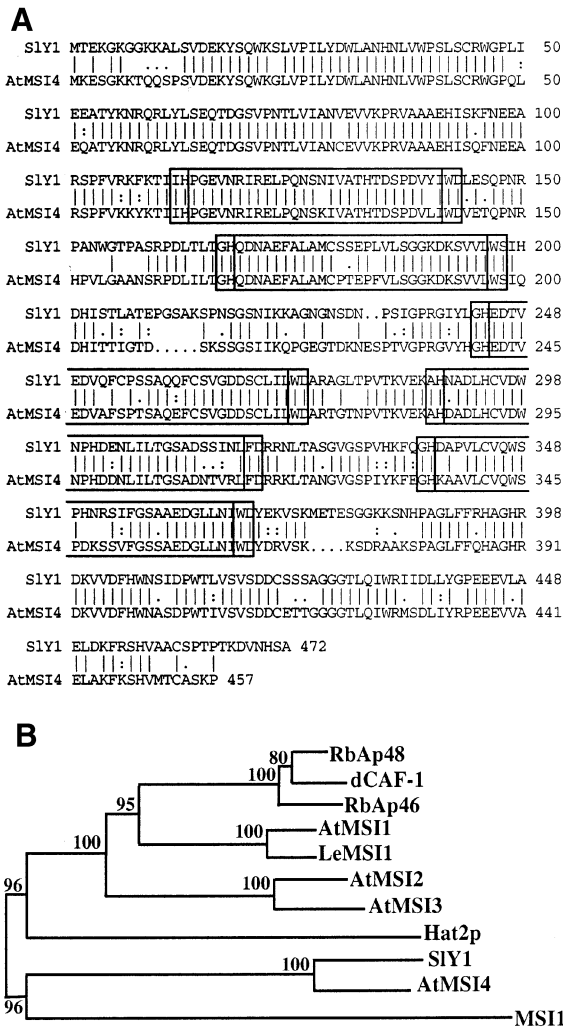 A
SlY1 MTEKGKGGKKALSVDEKYSQWKSLVPILYDWLANHNLVWPSLSCRWGPLI 50
AtMSI4 MKESGKKTQQSPSVDEKYSQWKGLVPILYDWLANHNLVWPSLSCRWGPQL 50
SlY1 EEATYKNRQRLYLSEQTDGSVPNTLVIANVEVVKPRVAAAEHISKFNEEA 100
AtMSI4 EQATYKNRQRLYLSEQTDGSVPNTLVIANCEVVKPRVAAAEHISQFNEEA 100
SlY1 RSPFVRKFKTIIHPGEVNRIRELPQNSNIVATHTDSPDVYIWDLESQPNR 150
AtMSI4 RSPFVKKYKTIIHPGEVNRIRELPQNSKIVATHTDSPDVLIWDVETQPNR 150
SlY1 PANWGTPASRPDLTLTGHQDNAEFALAMCSSEPLVLSGGKDKSVVLWSIH 200
AtMSI4 HPVLGAANSRPDLILTGHQDNAEFALAMCPTEPFVLSGGKDKSVVLWSIQ 200
SlY1 DHISTLATEPGSAKSPNSGSNIKKAGNGNSDN..PSIGPRGIYLGHEDTV 248
AtMSI4 DHITTIGTD.....SKSSGSIIKQPGEGTDKNESPTVGPRGVYHGHEDTV 245
SlY1 EDVQFCPSSAQQFCSVGDDSCLILWDARAGLTPVTKVEKAHNADLHCVDW 298
AtMSI4 EDVAFSPTSAQEFCSVGDDSCLILWDARTGTNPVTKVEKAHDADLHCVDW 295
SlY1 NPHDENLILTGSADSSINLFDRRNLTASGVGSPVHKFQGHDAPVLCVQWS 348
AtMSI4 NPHDDNLILTGSADNTVRLFDRRKLTANGVGSPIYKFEGHKAAVLCVQWS 345
SlY1 PHNRSIFGSAAEDGLLNIWDYEKVSKMETESGGKKSNHPAGLFFRHAGHR 398
AtMSI4 PDKSSVFGSSAEDGLLNIWDYDRVSK....KSDRAAKSPAGLFFQHAGHR 391
SlY1 DKVVDFHWNSIDPWTLVSVSDDCSSSAGGGTLQIWRIIDLLYGPEEEVLA 448
AtMSI4 DKVVDFHWNASDPWTIVSVSDDCETTGGGGTLQIWRMSDLIYRPEEEVVA 441
SlY1 ELDKFRSHVAACSPTPTKDVNHSA 472
AtMSI4 ELAKFKSHVMTCASKP 457
B
80
RbAp48
100
dCAF-1
95
RbAp46
100
AtMSI1
100
LeMSI1
96
AtMSI2
100
AtMSI3
Hat2p
100
SlY1
AtMSI4
96
MSI1